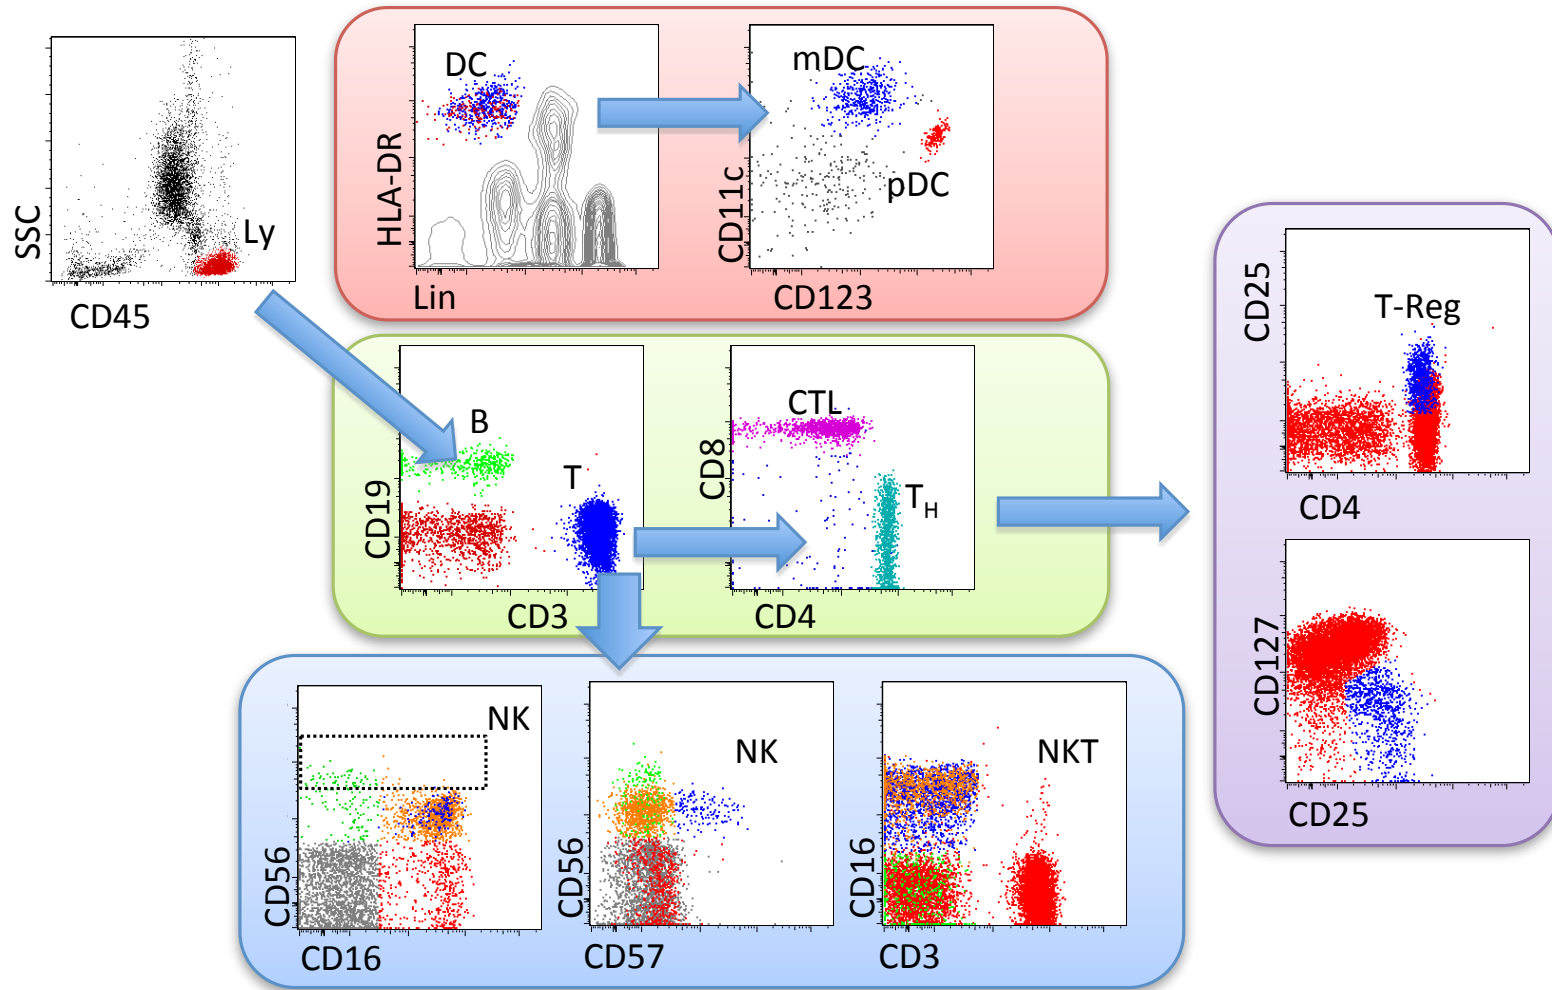 SSC
Ly
CD45
DC
HLA-DR
Lin
mDC
pDC
CD11c
CD123
B
T
CD19
CD3
CTL
CD8
T_H
CD4
T-Reg
CD25
CD4
CD127
CD25
NK
CD56
CD16
NK
CD56
CD57
NKT
CD16
CD3